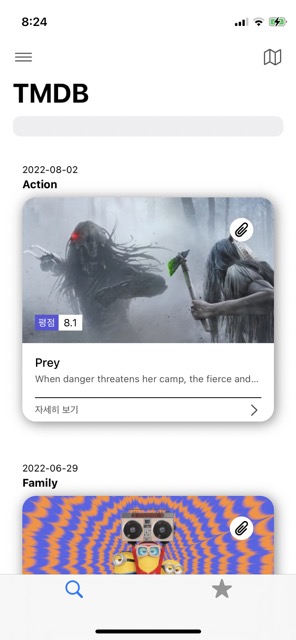 8:24
TMDB
2022-08-02
Action
평점 8.1
Prey
When danger threatens her camp, the fierce and...
자세히 보기
2022-06-29
Family